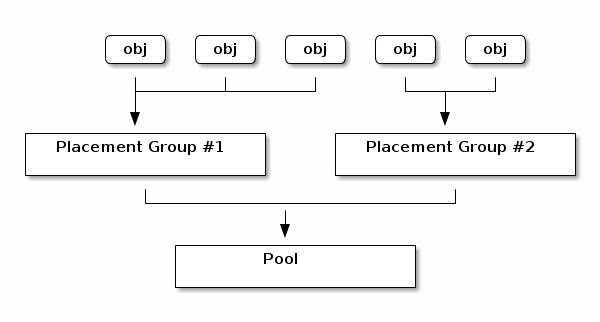 obj obj obj obj obj
Placement Group #1 Placement Group #2
Pool